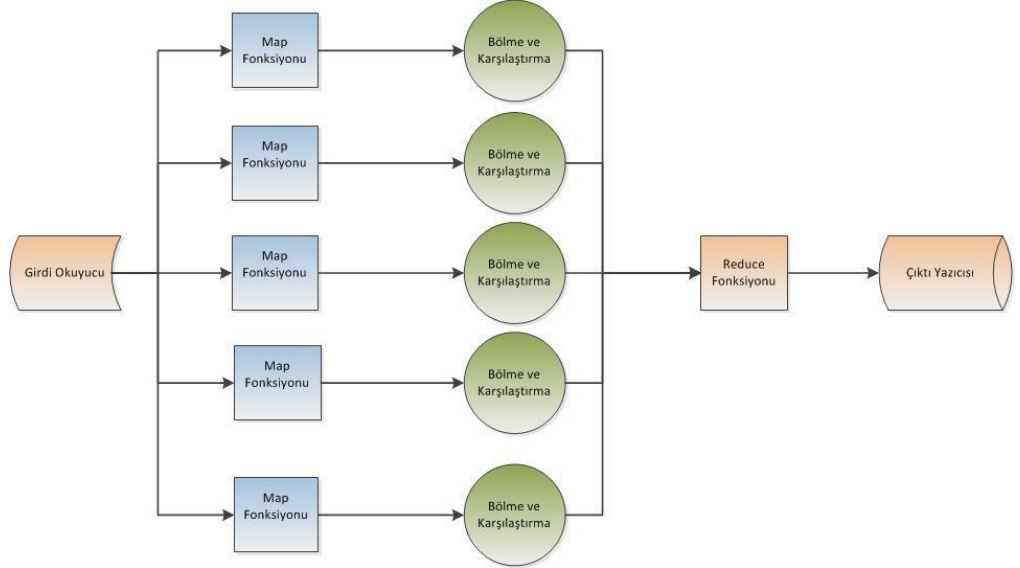 Map
Fonksiyonu
Bölme ve
Karşılaştırma
Map
Fonksiyonu
Bölme ve
Karşılaştırma
Girdi Okuyucu
Map
Fonksiyonu
Bölme ve
Karşılaştırma
Reduce
Fonksiyonu
Çıktı Yazıcısı
Map
Fonksiyonu
Bölme ve
Karşılaştırma
Map
Fonksiyonu
Bölme ve
Karşılaştırma